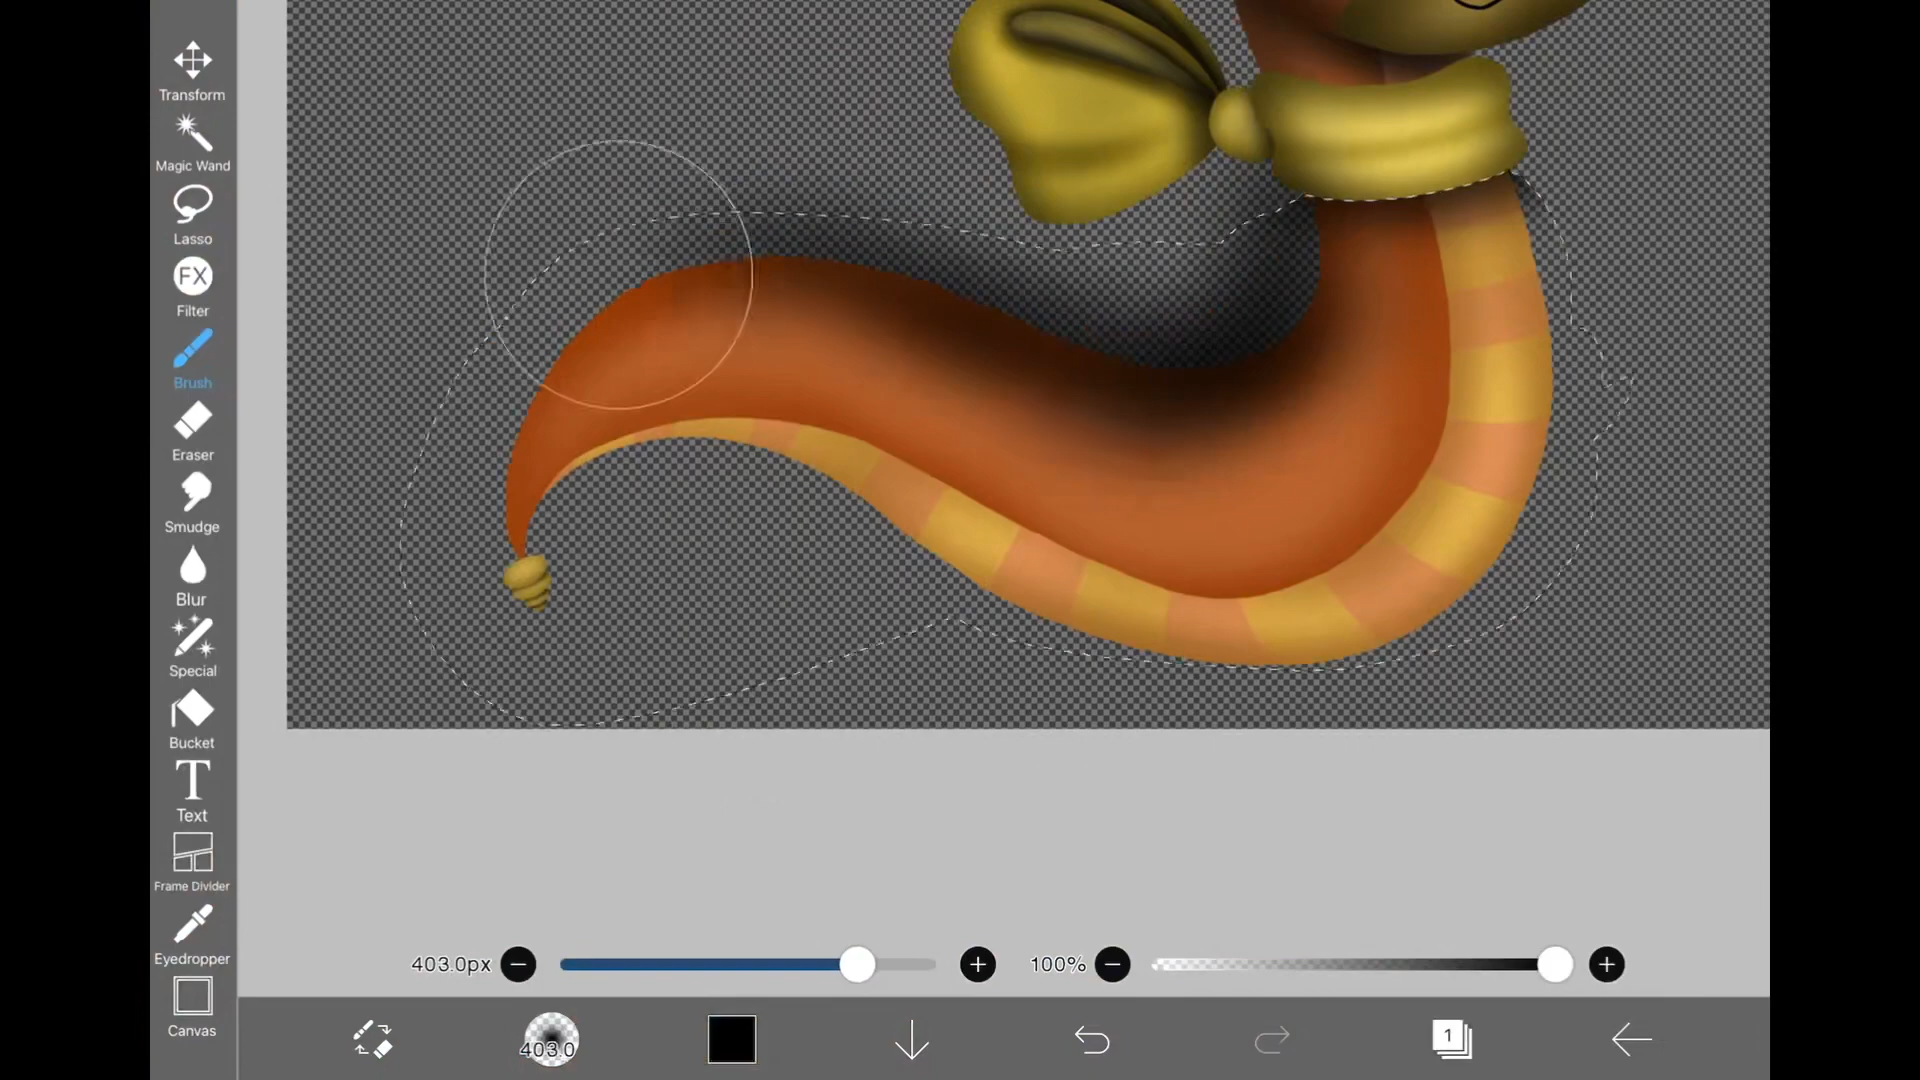 Transform
Magic Wand
Lasso
FX
Filter
Brush
Eraser
Smudge
Blur
Special
Bucket
T
Text
Frame Divider
Eyedropper
Canvas
403.0px
100%
403.0
1